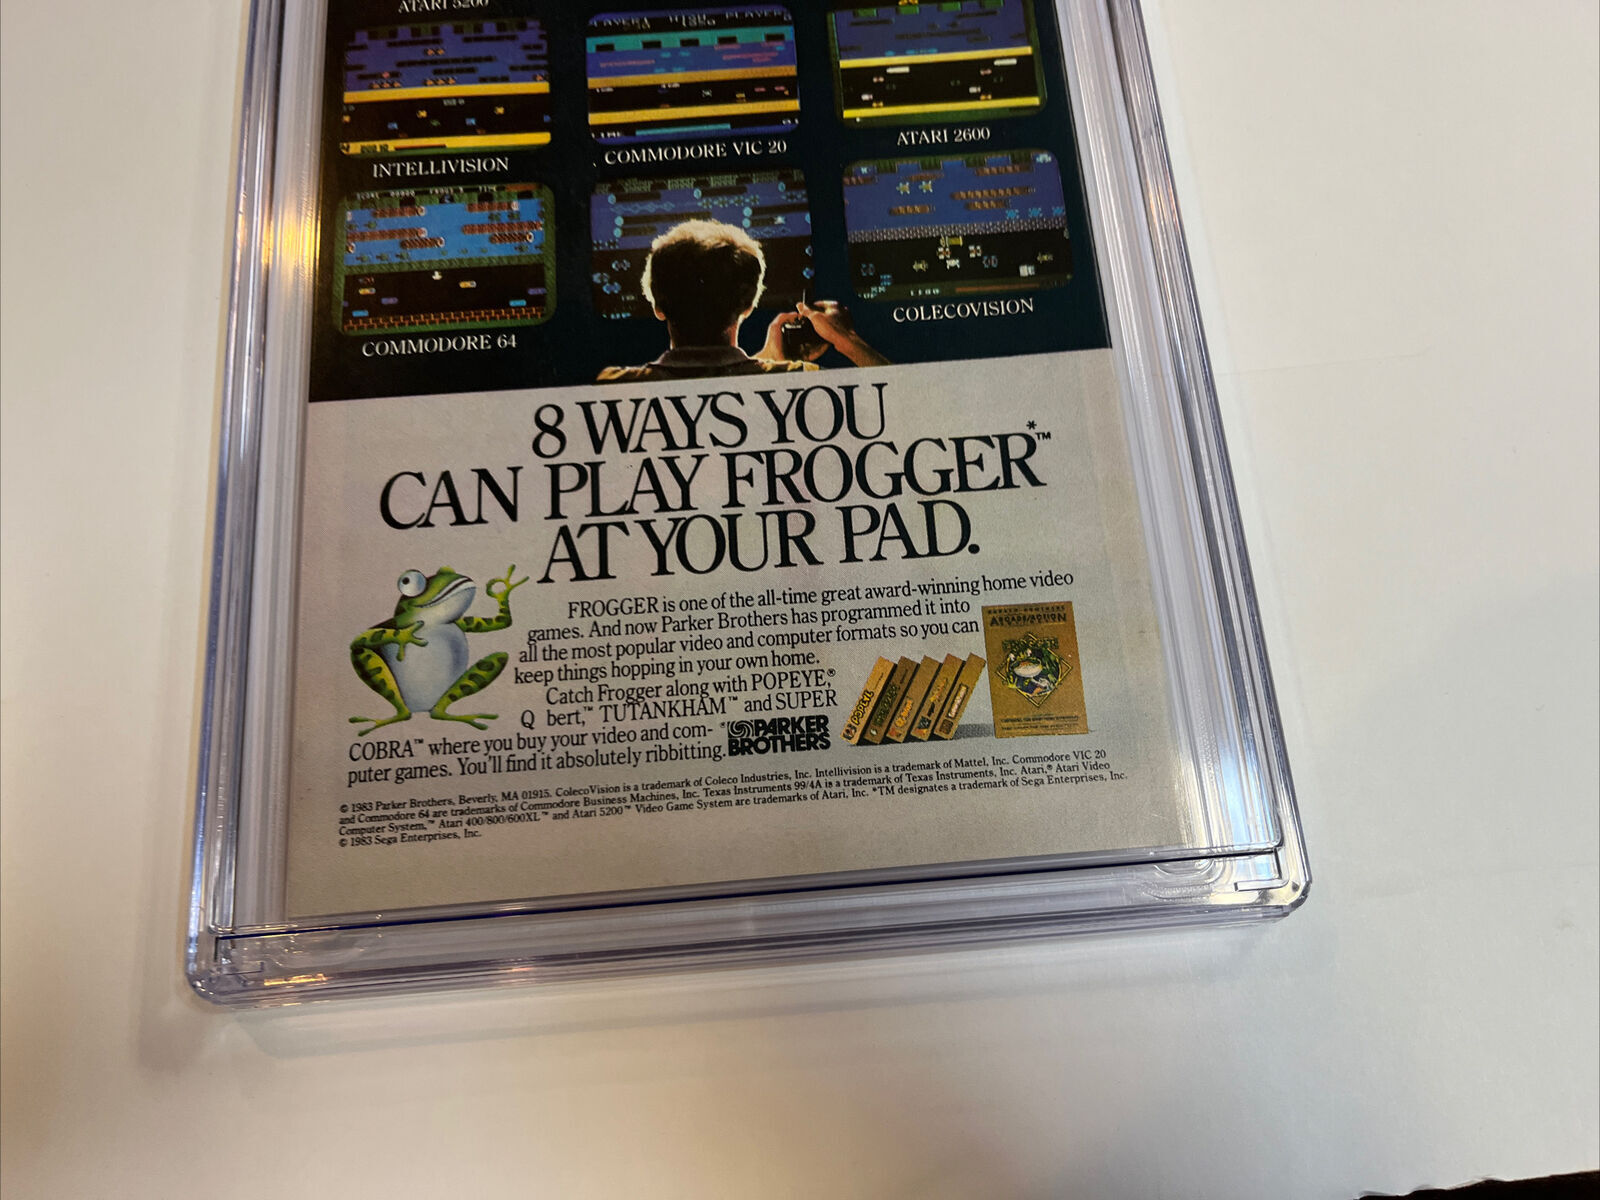 ATARI 5200
INTELLIVISION
COMMODORE VIC 20
ATARI 2600
COMMODORE 64
COLECOVISION
8 WAYS YOU
CAN PLAY FROGGER*™
AT YOUR PAD.
FROGGER is one of the all-time great award-winning home video
games. And now Parker Brothers has programmed it into
all the most popular video and computer formats so you can
keep things hopping in your own home.
Catch Frogger along with POPEYE,®
Q bert,™ TUTANKHAM™ and SUPER
COBRA™ where you buy your video and com-
puter games. You'll find it absolutely ribbitting.
PARKER
BROTHERS
POPEYE
FROGGER
© 1983 Parker Brothers, Beverly, MA 01915. ColecoVision is a trademark of Coleco Industries, Inc. Intellivision is a trademark of Mattel, Inc. Commodore VIC 20
and Commodore 64 are trademarks of Commodore Business Machines, Inc. Texas Instruments 99/4A is a trademark of Texas Instruments, Inc. Atari,® Atari Video
Computer System,™ Atari 400/800/600XL™ and Atari 5200™ Video Game System are trademarks of Atari, Inc. *TM designates a trademark of Sega Enterprises, Inc.
© 1983 Sega Enterprises, Inc.